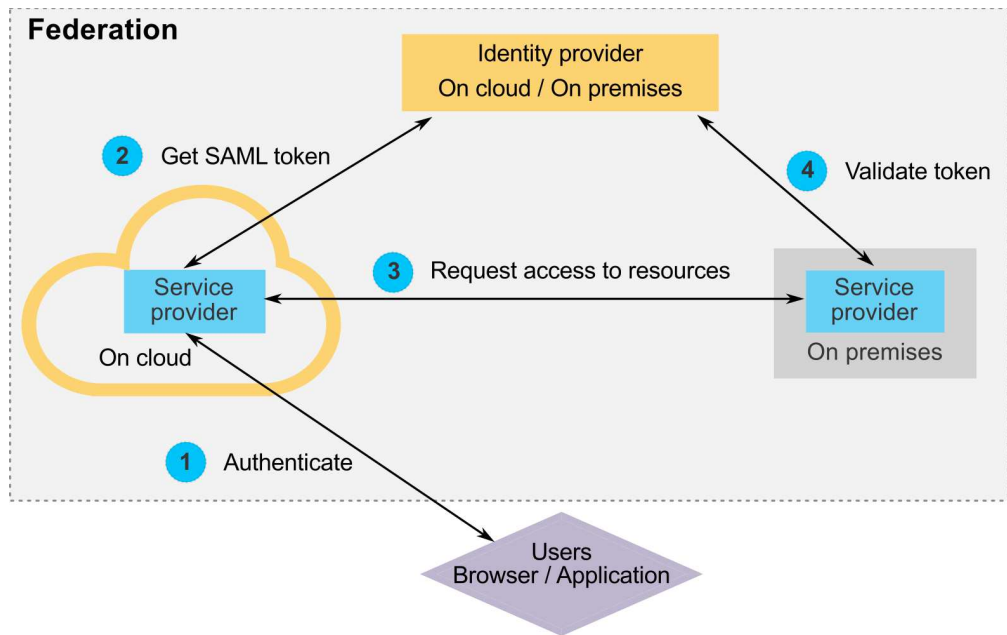 Federation
Identity provider
On cloud / On premises
2 Get SAML token
4 Validate token
3 Request access to resources
Service
provider
On cloud
Service
provider
On premises
1 Authenticate
Users
Browser / Application